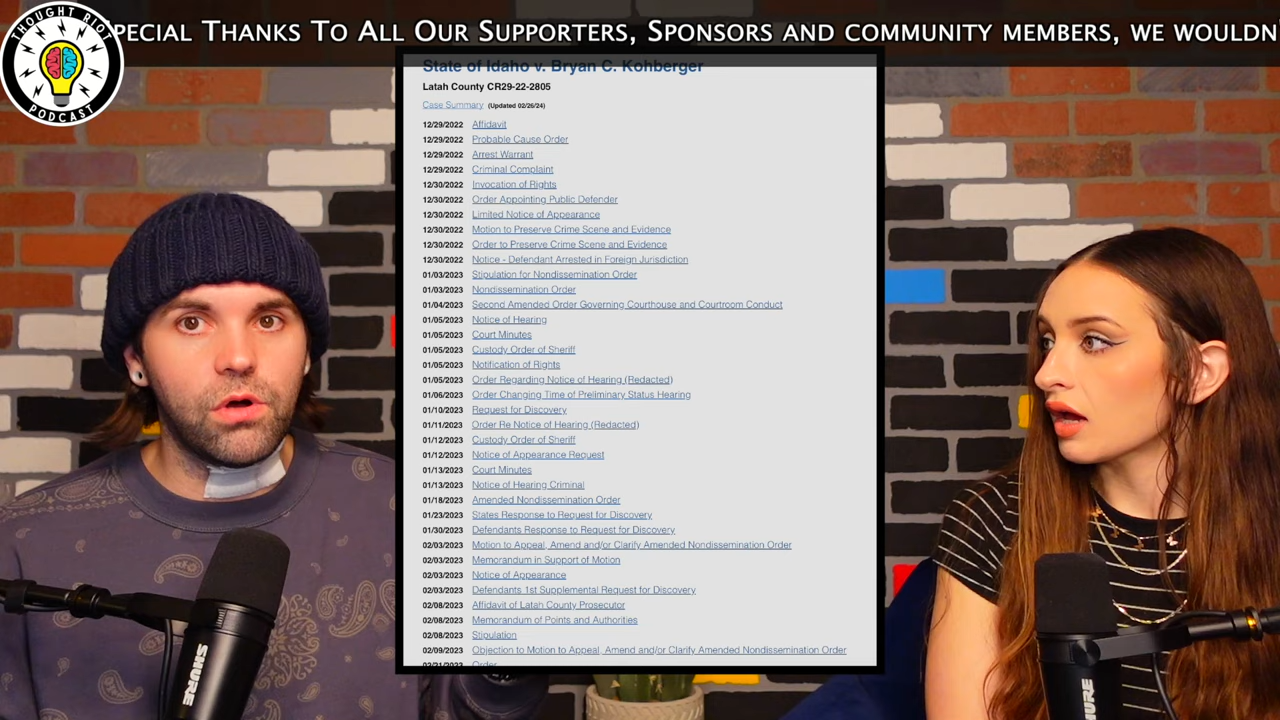 THOUGHT RIOT
PODCAST
SPECIAL THANKS TO ALL OUR SUPPORTERS, SPONSORS AND COMMUNITY MEMBERS, WE WOULDN'
State of Idaho v. Bryan C. Kohberger
Latah County CR29-22-2805
Case Summary (Updated 02/26/24)
12/29/2022 Affidavit
12/29/2022 Probable Cause Order
12/29/2022 Arrest Warrant
12/29/2022 Criminal Complaint
12/30/2022 Invocation of Rights
12/30/2022 Order Appointing Public Defender
12/30/2022 Limited Notice of Appearance
12/30/2022 Motion to Preserve Crime Scene and Evidence
12/30/2022 Order to Preserve Crime Scene and Evidence
12/30/2022 Notice - Defendant Arrested in Foreign Jurisdiction
01/03/2023 Stipulation for Nondissemination Order
01/03/2023 Nondissemination Order
01/04/2023 Second Amended Order Governing Courthouse and Courtroom Conduct
01/05/2023 Notice of Hearing
01/05/2023 Court Minutes
01/05/2023 Custody Order of Sheriff
01/05/2023 Notification of Rights
01/05/2023 Order Regarding Notice of Hearing (Redacted)
01/06/2023 Order Changing Time of Preliminary Status Hearing
01/10/2023 Request for Discovery
01/11/2023 Order Re Notice of Hearing (Redacted)
01/12/2023 Custody Order of Sheriff
01/12/2023 Notice of Appearance Request
01/13/2023 Court Minutes
01/13/2023 Notice of Hearing Criminal
01/18/2023 Amended Nondissemination Order
01/23/2023 States Response to Request for Discovery
01/30/2023 Defendants Response to Request for Discovery
02/03/2023 Motion to Appeal, Amend and/or Clarify Amended Nondissemination Order
02/03/2023 Memorandum in Support of Motion
02/03/2023 Notice of Appearance
02/03/2023 Defendants 1st Supplemental Request for Discovery
02/08/2023 Affidavit of Latah County Prosecutor
02/08/2023 Memorandum of Points and Authorities
02/08/2023 Stipulation
02/09/2023 Objection to Motion to Appeal, Amend and/or Clarify Amended Nondissemination Order
02/21/2023 Order
SHURE
SHURE